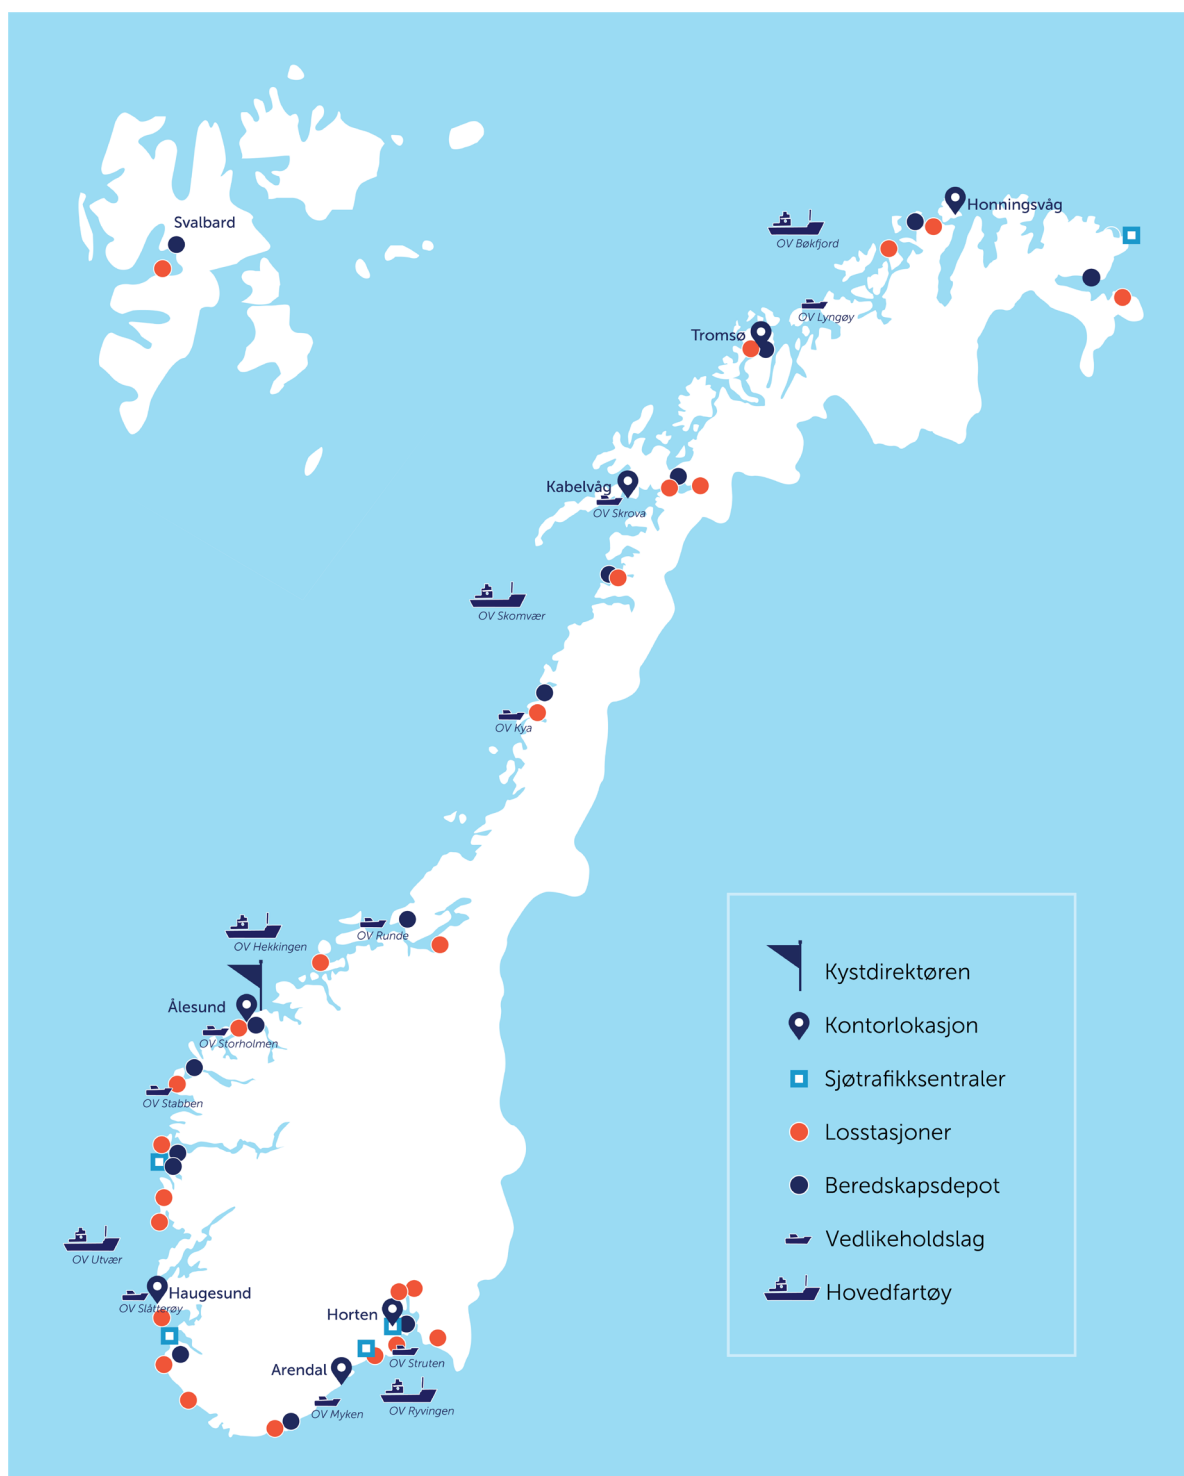 Svalbard
Honningsvåg
OV Bøkfjord
OV Lyngøy
Tromsø
Kabelvåg
OV Skrova
OV Skomvær
OV Kya
OV Runde
OV Hekkingen
Ålesund
OV Storholmen
OV Stabben
OV Utvær
Haugesund
OV Slåtterøy
Horten
OV Struten
Arendal
OV Myken
OV Ryvingen
Kystdirektøren
Kontorlokasjon
Sjøtrafikksentraler
Losstasjoner
Beredskapsdepot
Vedlikeholdslag
Hovedfartøy